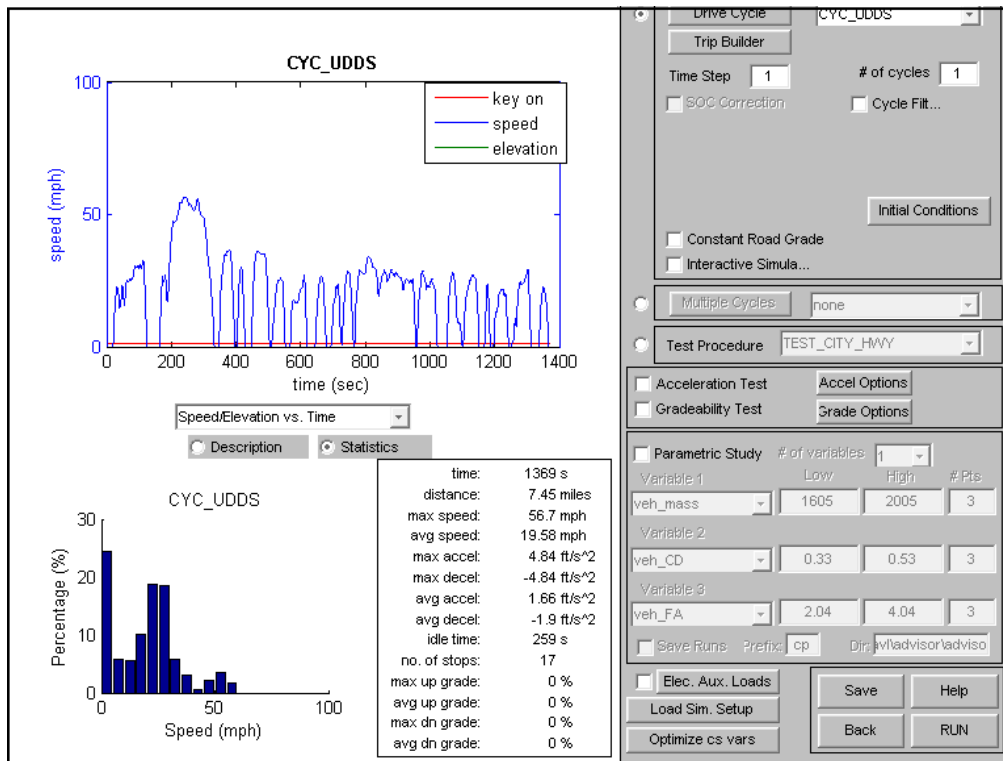 CYC_UDDS
100
50
0
speed (mph)
key on
speed
elevation
0 200 400 600 800 1000 1200 1400
time (sec)
Speed/Elevation vs. Time
Description Statistics
CYC_UDDS
30
20
10
0
Percentage (%)
0 50 100
Speed (mph)
time: 1369 s
distance: 7.45 miles
max speed: 56.7 mph
avg speed: 19.58 mph
max accel: 4.84 ft/s^2
max decel: -4.84 ft/s^2
avg accel: 1.66 ft/s^2
avg decel: -1.9 ft/s^2
idle time: 259 s
no. of stops: 17
max up grade: 0 %
avg up grade: 0 %
max dn grade: 0 %
avg dn grade: 0 %
Drive Cycle CYC_UDDS
Trip Builder
Time Step 1 # of cycles 1
SOC Correction Cycle Filt...
Initial Conditions
Constant Road Grade
Interactive Simula...
Multiple Cycles none
Test Procedure TEST_CITY_HWY
Acceleration Test Accel Options
Gradeability Test Grade Options
Parametric Study # of variables 1
Variable 1 Low High # Pts
veh_mass 1605 2005 3
Variable 2
veh_CD 0.33 0.53 3
Variable 3
veh_FA 2.04 4.04 3
Save Runs Prefix: cp Dir: avl\advisor\adviso
Elec. Aux. Loads
Load Sim. Setup
Optimize cs vars
Save Help
Back RUN